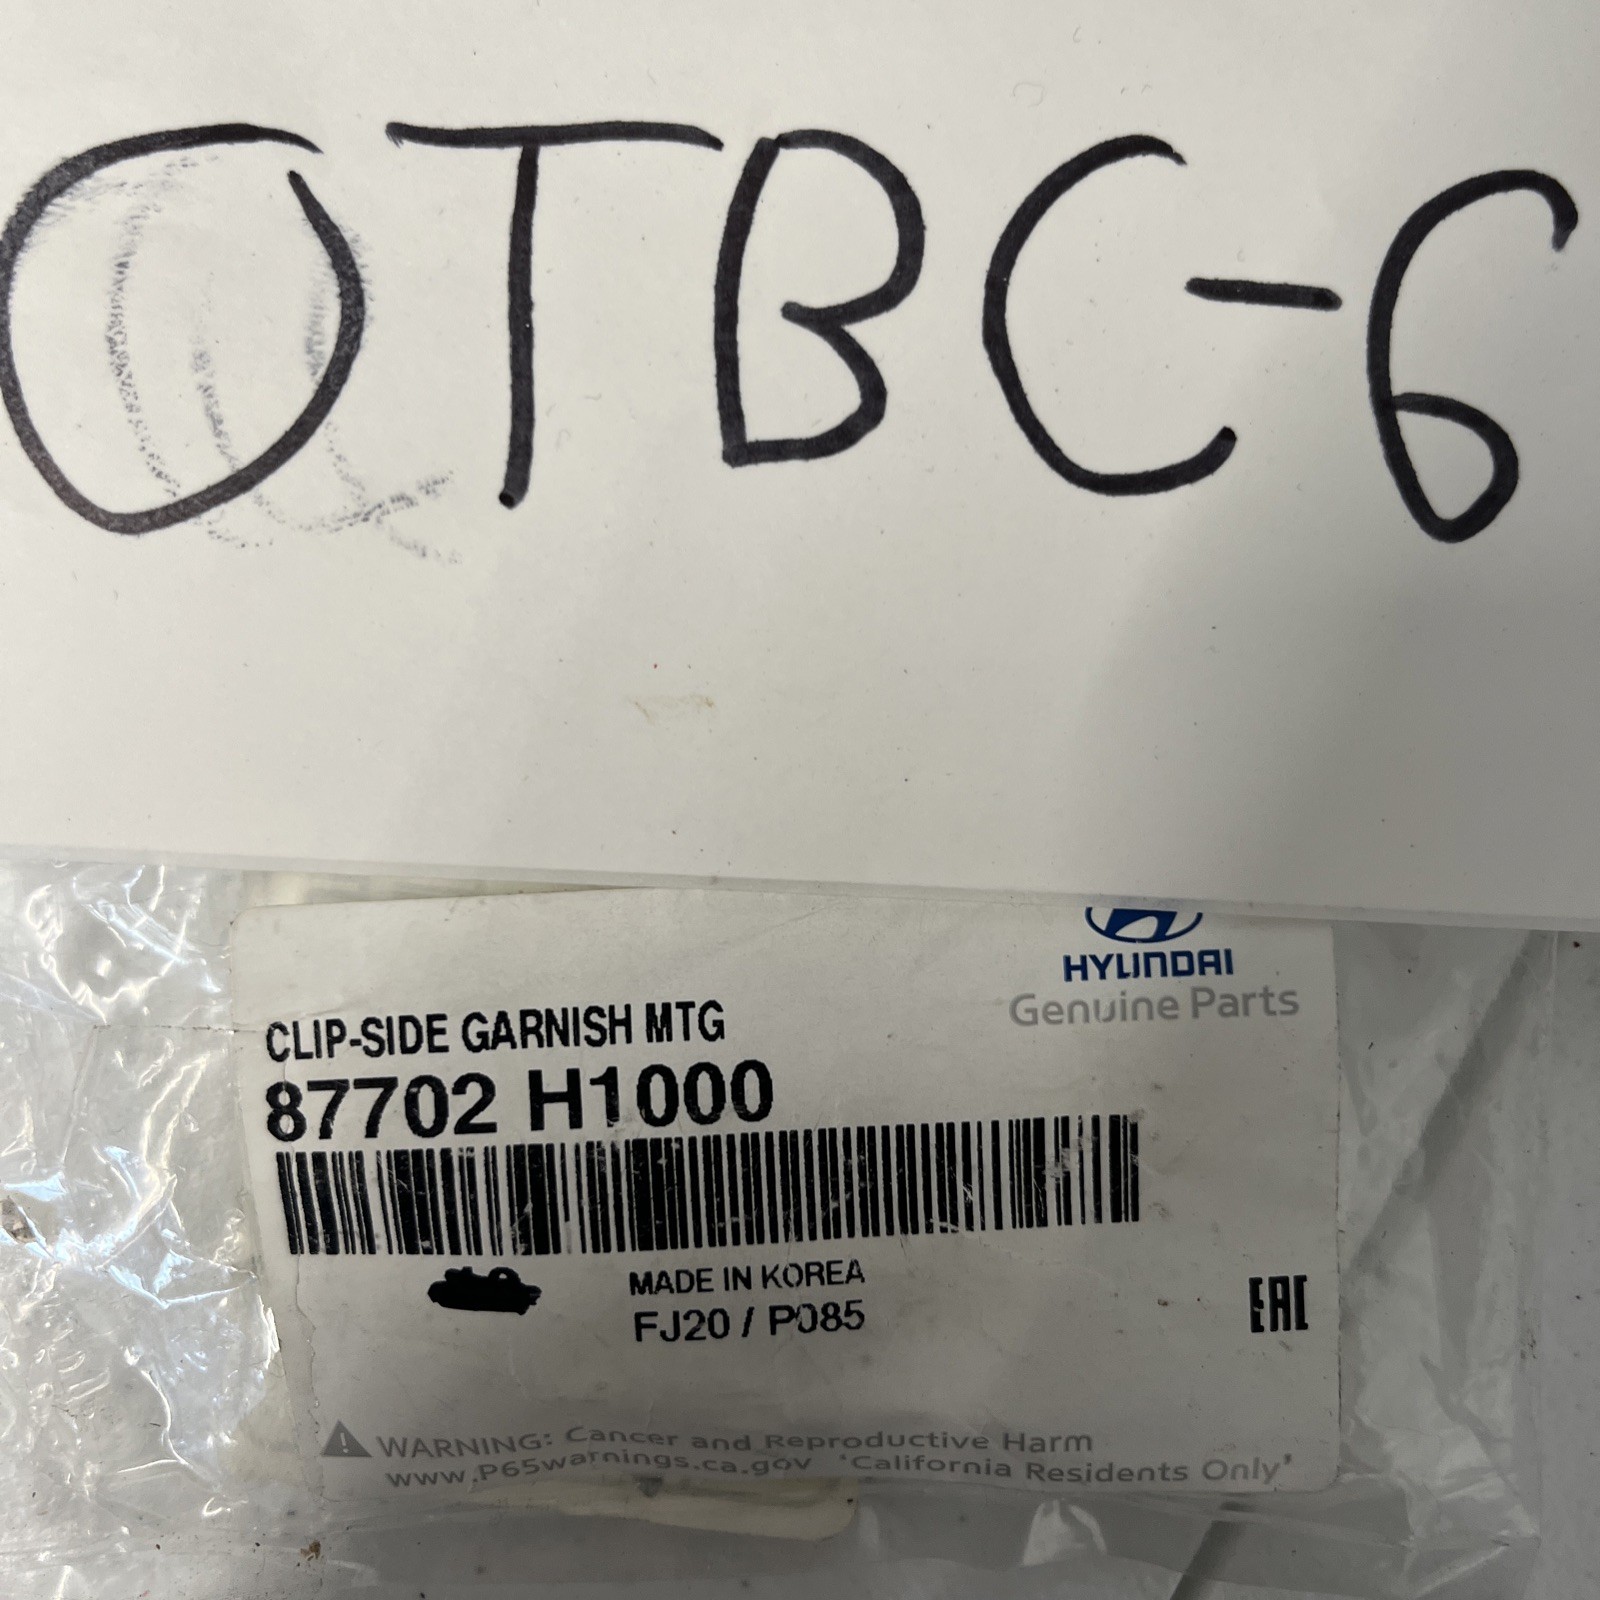 OTBC-6
HYUNDAI
Genuine Parts
CLIP-SIDE GARNISH MTG
87702 H1000
MADE IN KOREA
FJ20 / P085
EAC
WARNING: Cancer and Reproductive Harm
www.P65warnings.ca.gov 'California Residents Only'